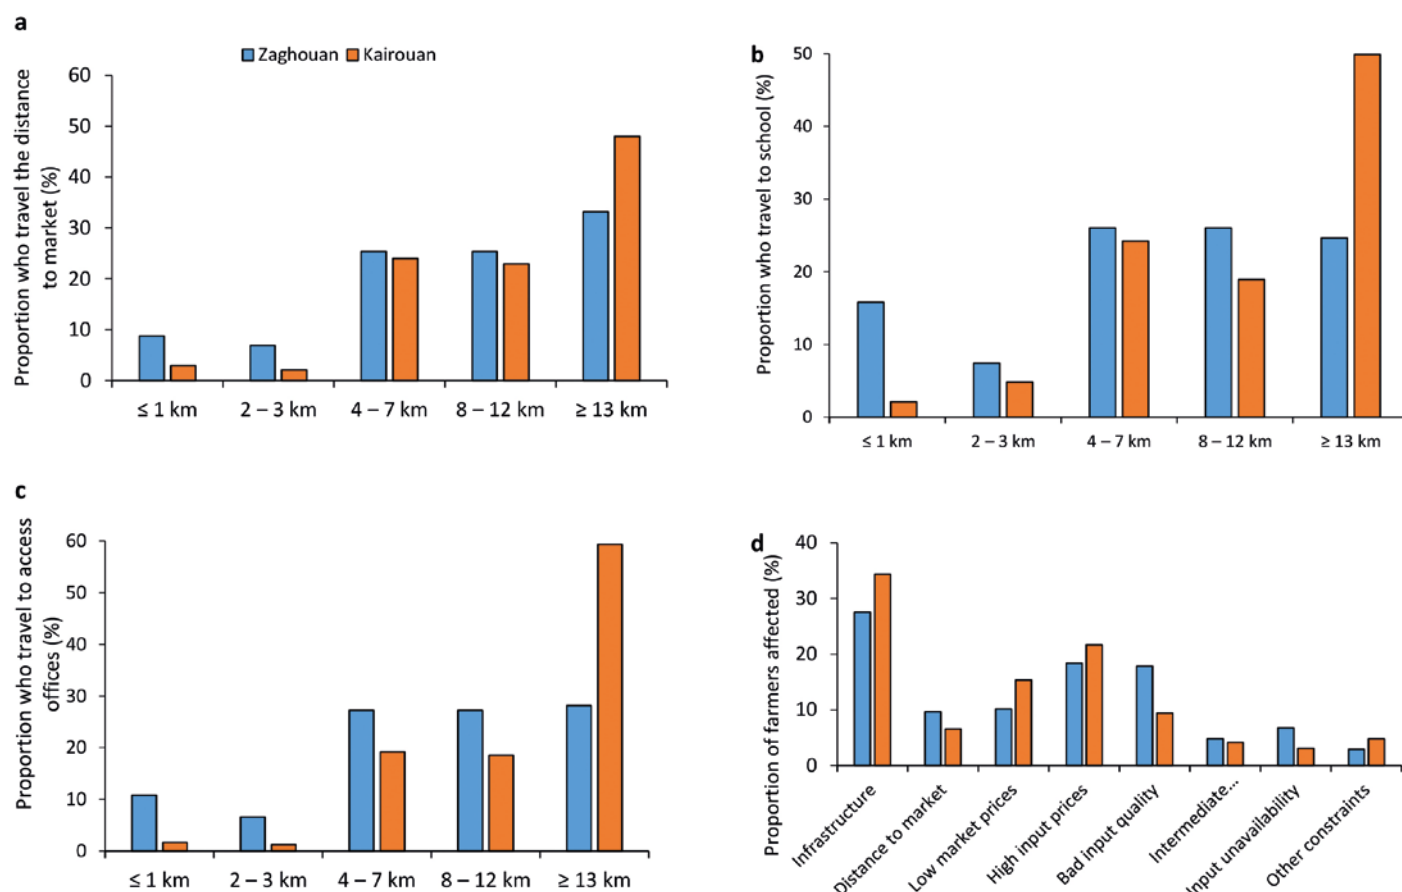 a
Zaghouan Kairouan
Proportion who travel the distance
to market (%)
60
50
40
30
20
10
0
≤ 1 km 2 – 3 km 4 – 7 km 8 – 12 km ≥ 13 km
b
Proportion who travel to school (%)
50
40
30
20
10
0
≤ 1 km 2 – 3 km 4 – 7 km 8 – 12 km ≥ 13 km
c
Proportion who travel to access
offices (%)
60
50
40
30
20
10
0
≤ 1 km 2 – 3 km 4 – 7 km 8 – 12 km ≥ 13 km
d
Proportion of farmers affected (%)
40
30
20
10
0
Infrastructure
Distance to market
Low market prices
High input prices
Bad input quality
Intermediate...
Input unavailability
Other constraints